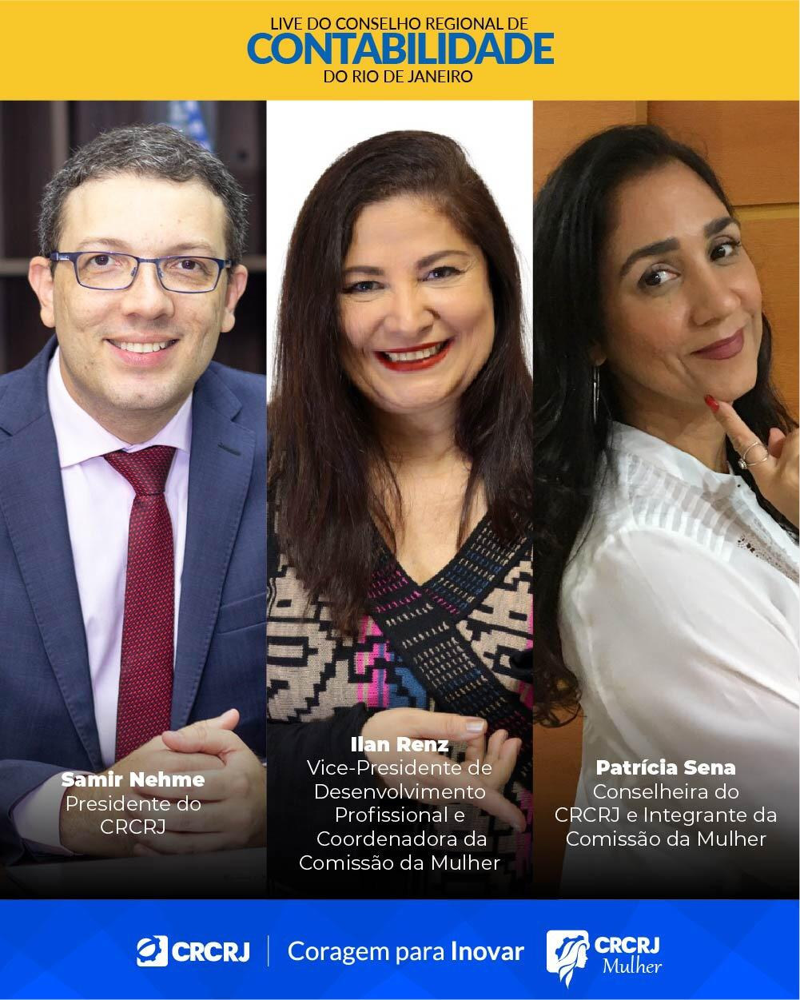 LIVE DO CONSELHO REGIONAL DE
CONTABILIDADE
DO RIO DE JANEIRO
Samir Nehme
Presidente do
CRCRJ
Ilan Renz
Vice-Presidente de
Desenvolvimento
Profissional e
Coordenadora da
Comissão da Mulher
Patrícia Sena
Conselheira do
CRCRJ e Integrante da
Comissão da Mulher
CRCRJ | Coragem para Inovar
CRCRJ
Mulher